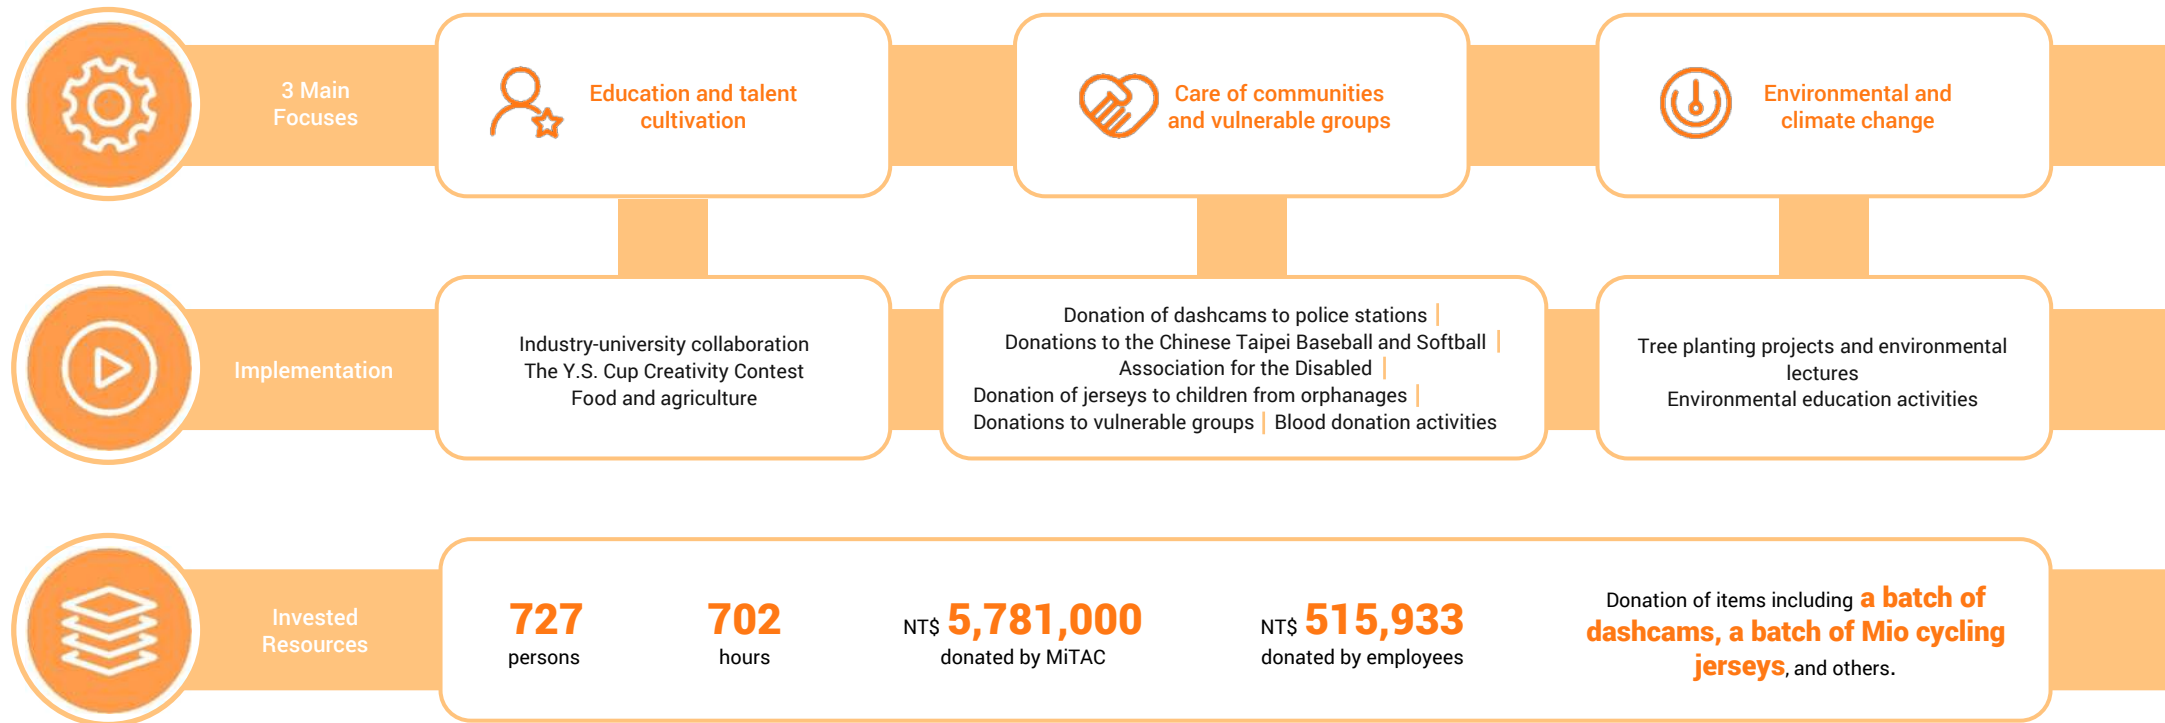 3 Main
Focuses
Education and talent
cultivation
Care of communities
and vulnerable groups
Environmental and
climate change
Implementation
Industry-university collaboration
The Y.S. Cup Creativity Contest
Food and agriculture
Donation of dashcams to police stations |
Donations to the Chinese Taipei Baseball and Softball |
Association for the Disabled |
Donation of jerseys to children from orphanages |
Donations to vulnerable groups | Blood donation activities
Tree planting projects and environmental
lectures
Environmental education activities
Invested
Resources
727
persons
702
hours
NT$ 5,781,000
donated by MiTAC
NT$ 515,933
donated by employees
Donation of items including a batch of
dashcams, a batch of Mio cycling
jerseys, and others.